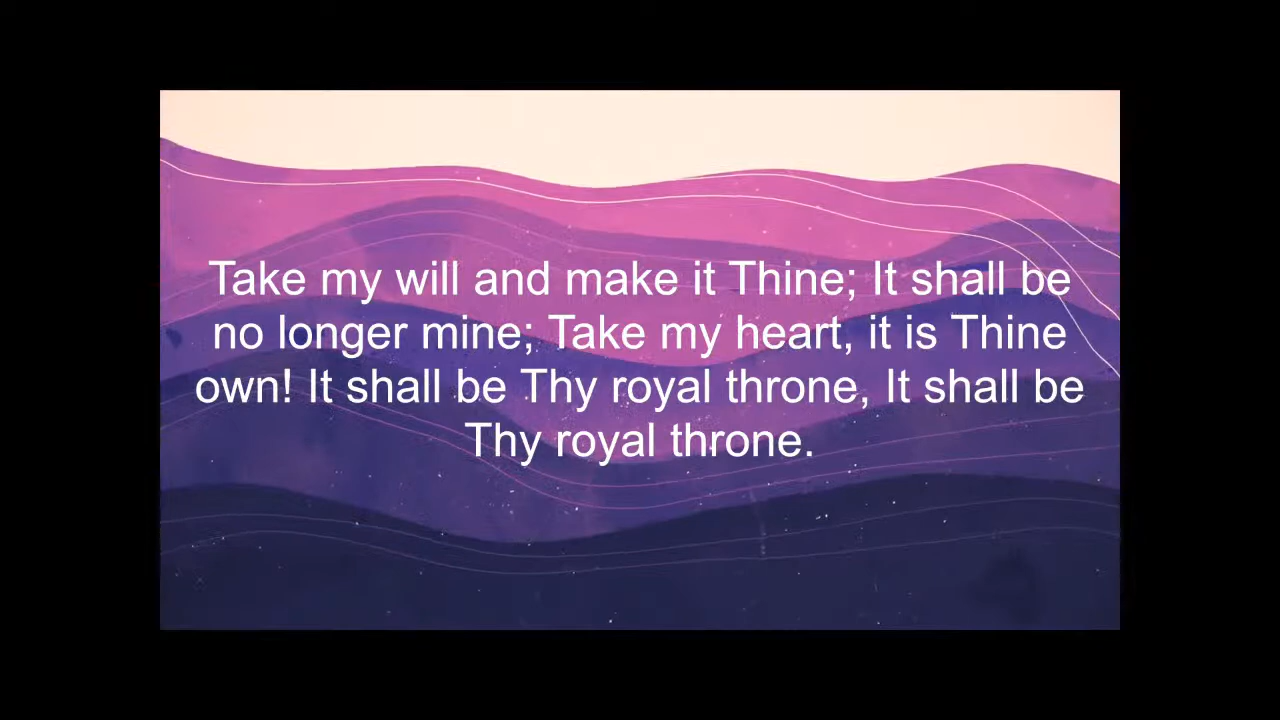 Take my will and make it Thine; It shall be
no longer mine; Take my heart, it is Thine
own! It shall be Thy royal throne, It shall be
Thy royal throne.